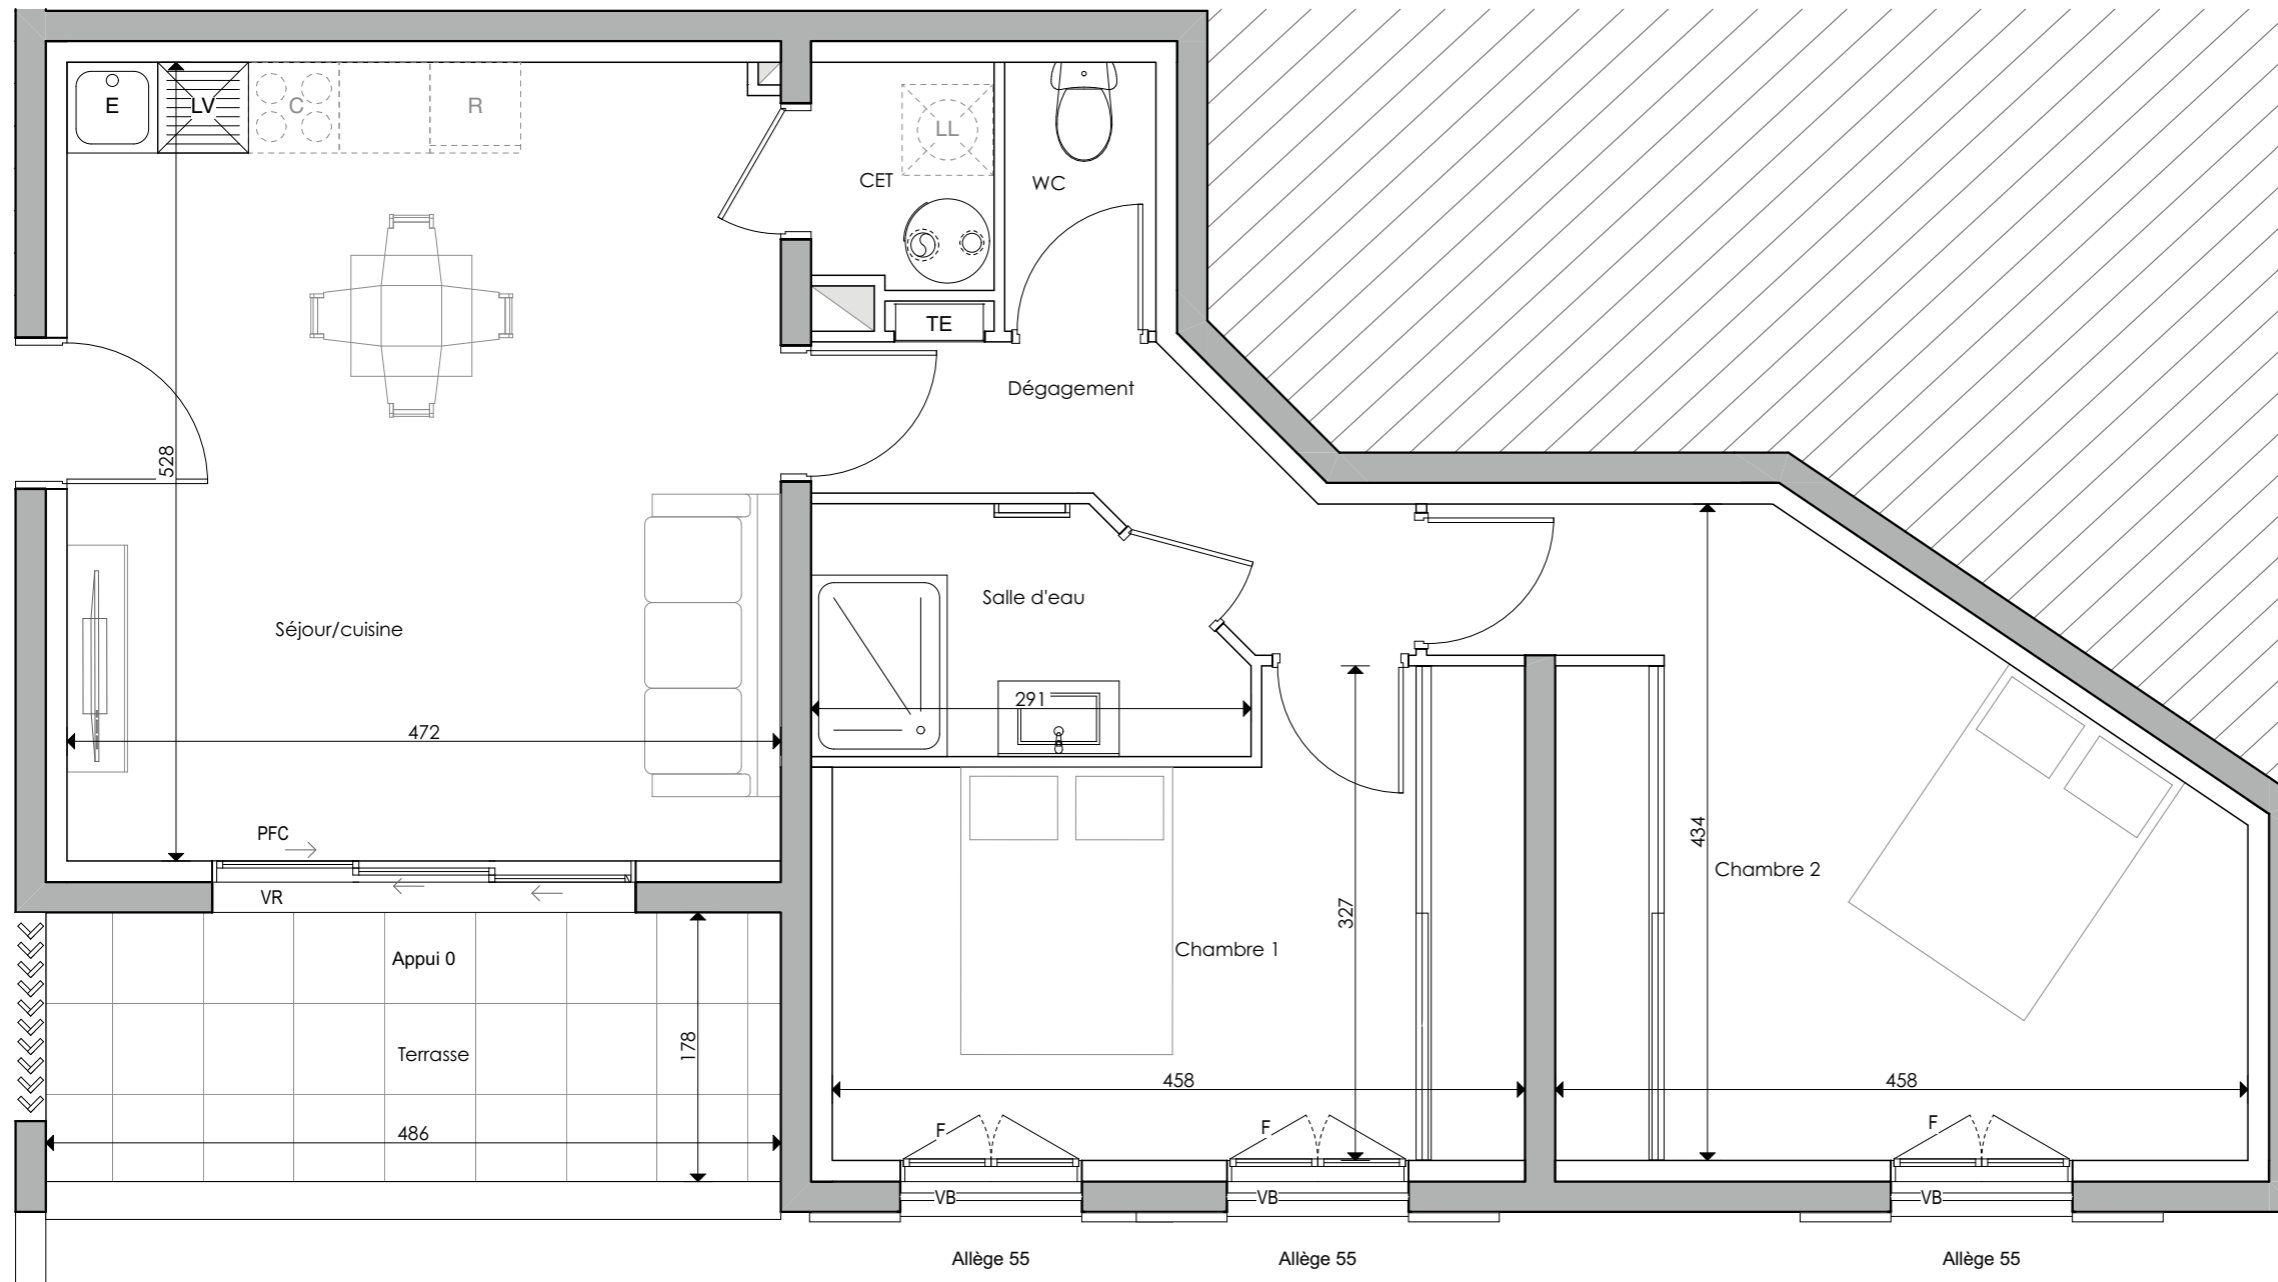 E
LV
C
R
LL
CET
WC
TE
Dégagement
528
Salle d'eau
Séjour/cuisine
291
472
PFC
434
Chambre 2
VR
327
Chambre 1
Appui 0
178
Terrasse
458
458
486
F
F
F
VB
VB
VB
Allège 55
Allège 55
Allège 55